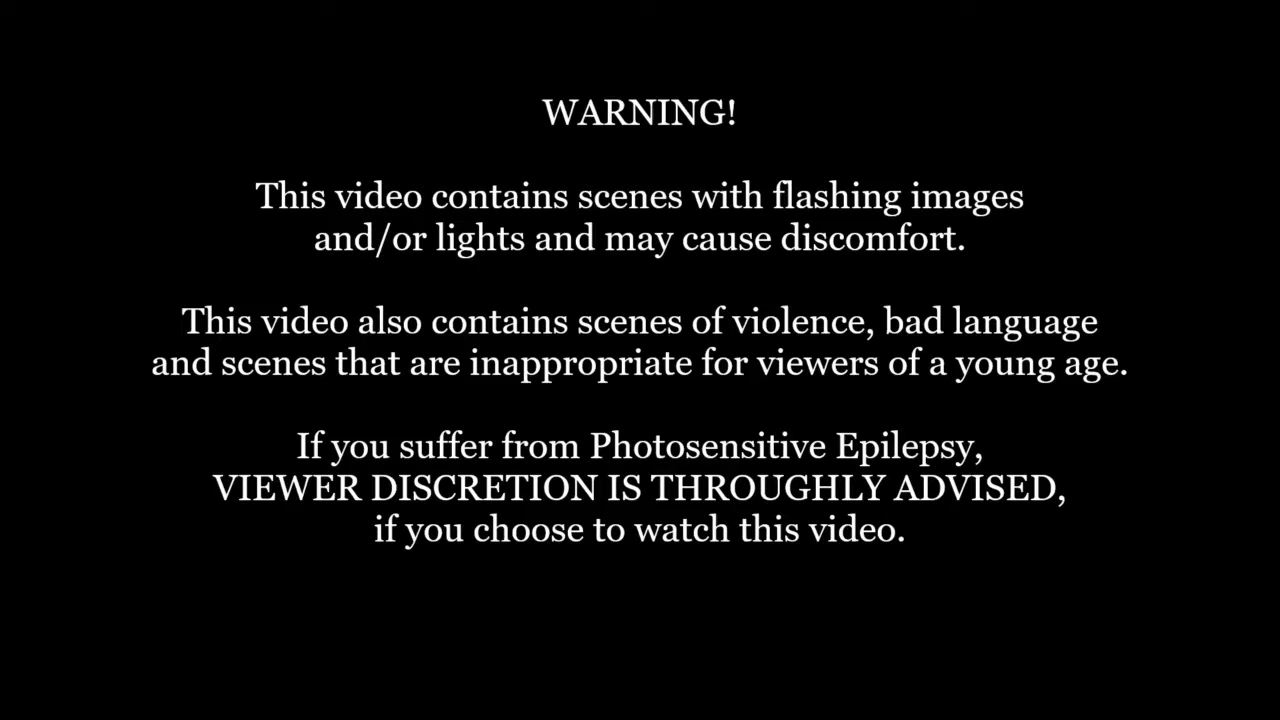 WARNING!
This video contains scenes with flashing images
and/or lights and may cause discomfort.
This video also contains scenes of violence, bad language
and scenes that are inappropriate for viewers of a young age.
If you suffer from Photosensitive Epilepsy,
VIEWER DISCRETION IS THROUGHLY ADVISED,
if you choose to watch this video.